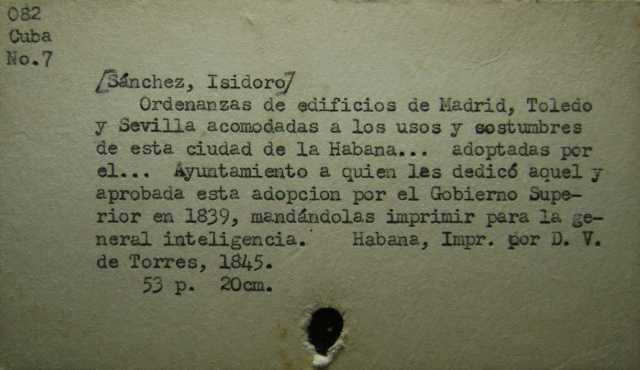 082
Cuba
No.7
[Sánchez, Isidoro]
Ordenanzas de edificios de Madrid, Toledo
y Sevilla acomodadas a los usos y costumbres
de esta ciudad de la Habana... adoptadas por
el... Ayuntamiento a quien les dedicó aquel y
aprobada esta adopcion por el Gobierno Supe-
rior en 1839, mandándolas imprimir para la ge-
neral inteligencia. Habana, Impr. por D. V.
de Torres, 1845.
53 p. 20cm.